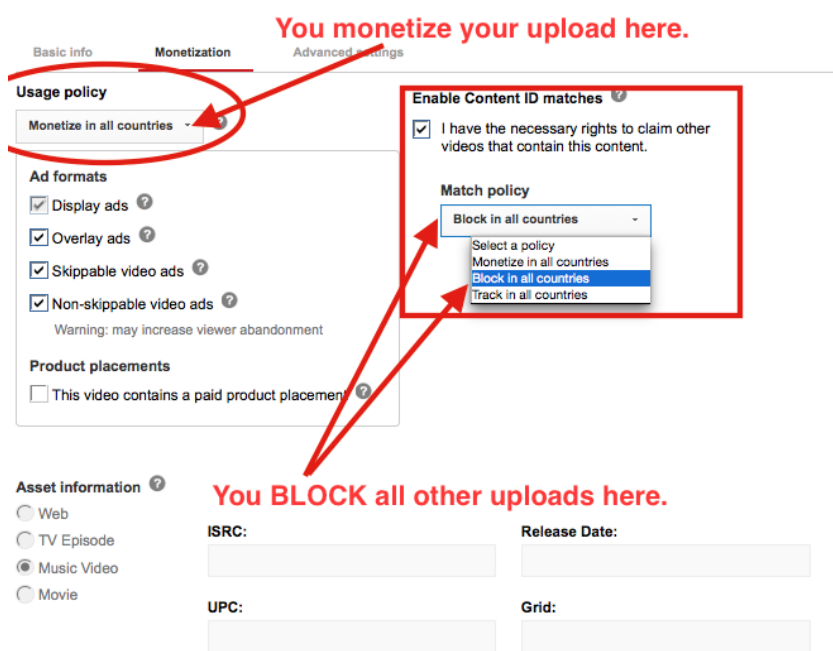 You monetize your upload here.
Basic info Monetization Advanced settings
Usage policy
Monetize in all countries
Ad formats
Display ads
Overlay ads
Skippable video ads
Non-skippable video ads
Warning: may increase viewer abandonment
Product placements
This video contains a paid product placement
Enable Content ID matches
I have the necessary rights to claim other
videos that contain this content.
Match policy
Block in all countries
Select a policy
Monetize in all countries
Block in all countries
Track in all countries
You BLOCK all other uploads here.
Asset information
Web
TV Episode
Music Video
Movie
ISRC:
Release Date:
UPC:
Grid: